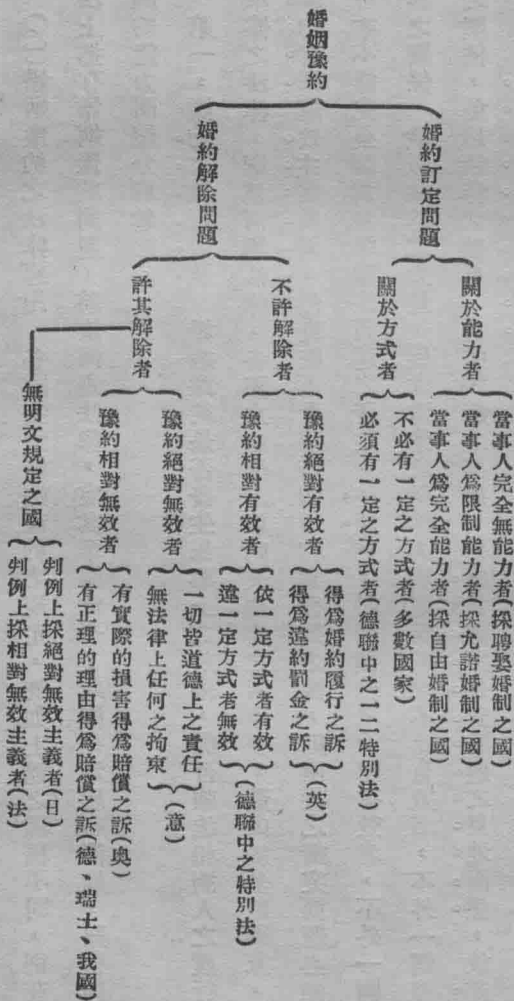 婚姻豫約
婚約訂定問題
關於能力者
當事人完全無能力者(採聘娶婚制之國)
當事人爲限制能力者(採允諾婚制之國)
當事人爲完全能力者(採自由婚制之國)
關於方式者
不必有一定之方式者(多數國家)
必須有一定之方式者(德聯中之一二特別法)
婚約解除問題
不許解除者
豫約絕對有效者
得爲婚約履行之訴
得爲違約罰金之訴
(英)
豫約相對有效者
依一定方式者有效
違一定方式者無效
(德聯中之特別法)
許其解除者
豫約絕對無效者
一切皆道德上之責任
無法律上任何之拘束
(意)
豫約相對無效者
有實際的損害得爲賠償之訴(奧)
有正理的理由得爲賠償之訴(德、瑞士、我國)
無明文規定之國
判例上採絕對無效主義者(日)
判例上採相對無效主義者(法)